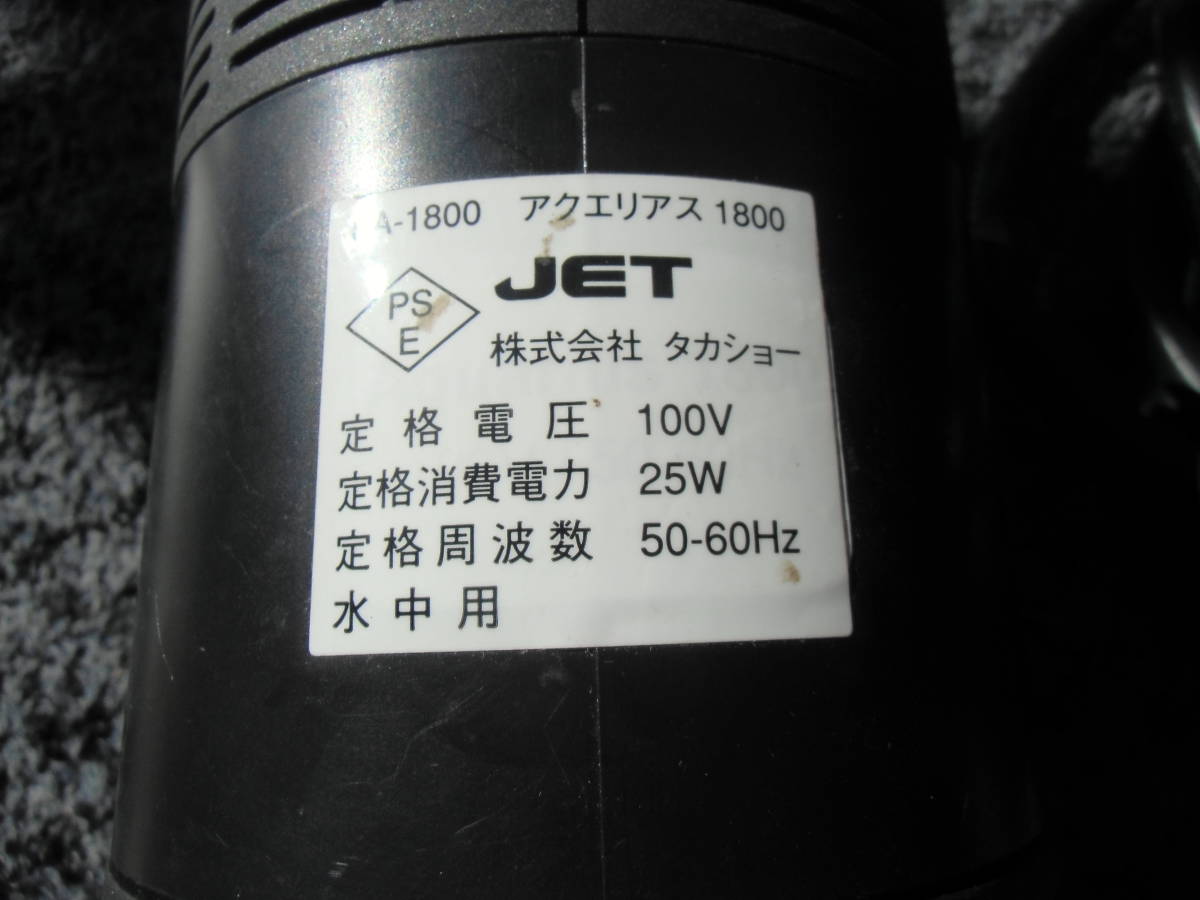 アクエリアス 1800
JET
PS
E
株式会社 タカショー
定格電圧 100V
定格消費電力 25W
定格周波数 50-60Hz
水中用